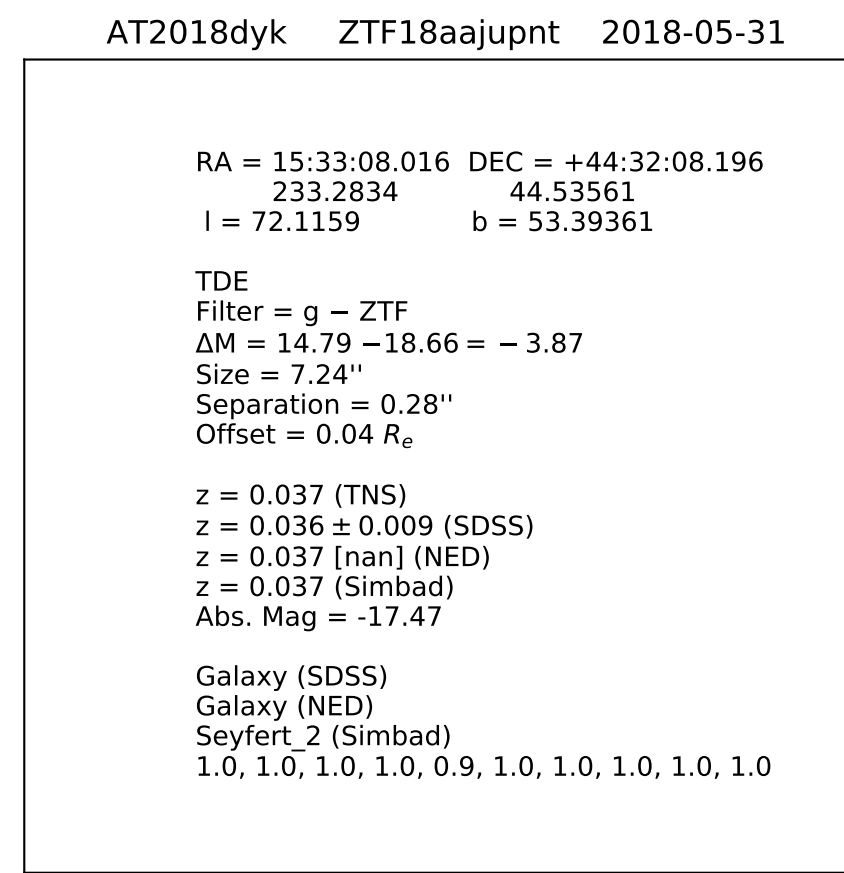 AT2018dyk ZTF18aajupnt 2018-05-31
RA = 15:33:08.016 DEC = +44:32:08.196
233.2834 44.53561
l = 72.1159 b = 53.39361
TDE
Filter = g − ZTF
ΔM = 14.79 −18.66 = − 3.87
Size = 7.24''
Separation = 0.28''
Offset = 0.04 Rₑ
z = 0.037 (TNS)
z = 0.036 ± 0.009 (SDSS)
z = 0.037 [nan] (NED)
z = 0.037 (Simbad)
Abs. Mag = -17.47
Galaxy (SDSS)
Galaxy (NED)
Seyfert_2 (Simbad)
1.0, 1.0, 1.0, 1.0, 0.9, 1.0, 1.0, 1.0, 1.0, 1.0